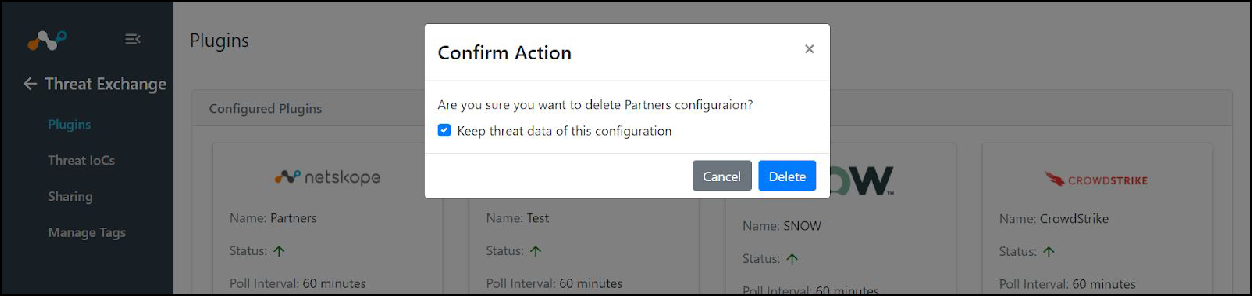 Plugins
Confirm Action
×
Threat Exchange
Configured Plugins
Are you sure you want to delete Partners configuraion?
Keep threat data of this configuration
Plugins
Threat IoCs
Sharing
Manage Tags
Cancel
Delete
netskope
OW™
CROWDSTRIKE
Name: Partners
Name: Test
Name: SNOW
Name: CrowdStrike
Status:
Status:
Status:
Status:
Poll Interval: 60 minutes
Poll Interval: 60 minutes
Poll Interval: 60 minutes
Poll Interval: 60 minutes